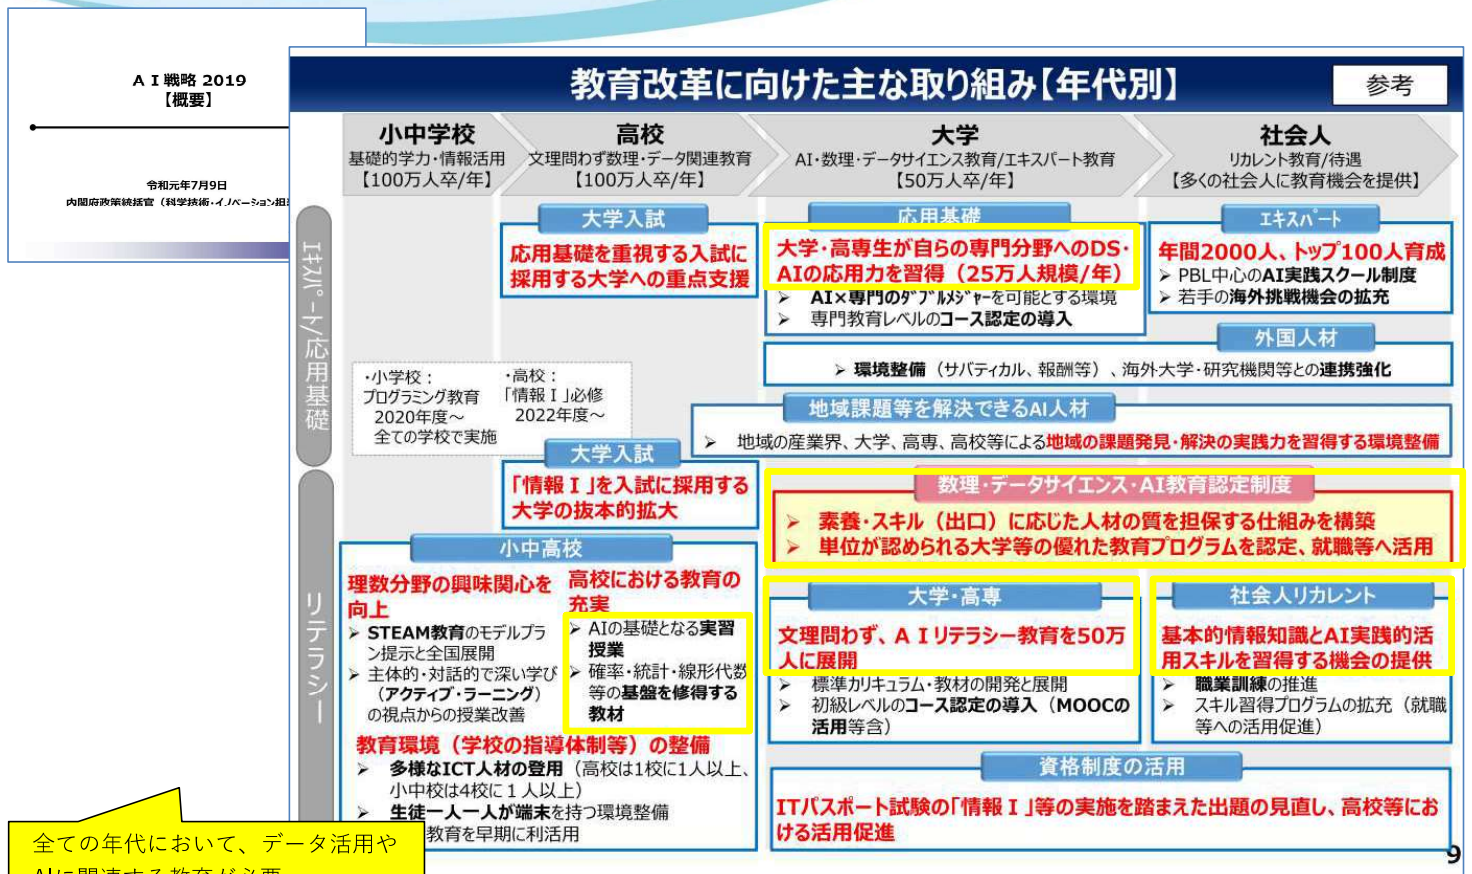 ＡＩ戦略 2019
【概要】
令和元年7月9日
内閣府政策統括官（科学技術・イノベーション担
教育改革に向けた主な取り組み【年代別】
参考
小中学校
基礎的学力・情報活用
【100万人卒/年】
高校
文理問わず数理・データ関連教育
【100万人卒/年】
大学
AI・数理・データサイエンス教育/エキスパート教育
【50万人卒/年】
社会人
リカレント教育/待遇
【多くの社会人に教育機会を提供】
エキスパート/応用基礎
大学入試
応用基礎を重視する入試に
採用する大学への重点支援
応用基礎
大学・高専生が自らの専門分野へのDS・
AIの応用力を習得（25万人規模/年）
➢ AI×専門のダブルメジャーを可能とする環境
➢ 専門教育レベルのコース認定の導入
エキスパート
年間2000人、トップ100人育成
➢ PBL中心のAI実践スクール制度
➢ 若手の海外挑戦機会の拡充
外国人材
➢ 環境整備（サバティカル、報酬等）、海外大学・研究機関等との連携強化
・小学校：
プログラミング教育
2020年度～
全ての学校で実施
・高校：
「情報Ⅰ」必修
2022年度～
地域課題等を解決できるAI人材
➢ 地域の産業界、大学、高専、高校等による地域の課題発見・解決の実践力を習得する環境整備
リテラシー
大学入試
「情報Ⅰ」を入試に採用する
大学の抜本的拡大
数理・データサイエンス・AI教育認定制度
➢ 素養・スキル（出口）に応じた人材の質を担保する仕組みを構築
➢ 単位が認められる大学等の優れた教育プログラムを認定、就職等へ活用
小中高校
理数分野の興味関心を
向上
➢ STEAM教育のモデルプラ
ン提示と全国展開
➢ 主体的・対話的で深い学び
（アクティブ・ラーニング）
の視点からの授業改善
高校における教育の
充実
➢ AIの基礎となる実習
授業
➢ 確率・統計・線形代数
等の基盤を修得する
教材
教育環境（学校の指導体制等）の整備
➢ 多様なICT人材の登用（高校は1校に1人以上、
小中校は4校に１人以上）
➢ 生徒一人一人が端末を持つ環境整備
教育を早期に利活用
大学・高専
文理問わず、ＡＩリテラシー教育を50万
人に展開
➢ 標準カリキュラム・教材の開発と展開
➢ 初級レベルのコース認定の導入（MOOCの
活用等含）
社会人リカレント
基本的情報知識とAI実践的活
用スキルを習得する機会の提供
➢ 職業訓練の推進
➢ スキル習得プログラムの拡充（就職
等への活用促進）
資格制度の活用
ITパスポート試験の「情報Ⅰ」等の実施を踏まえた出題の見直し、高校等にお
ける活用促進
全ての年代において、データ活用や
AIに関連する教育が必要
9